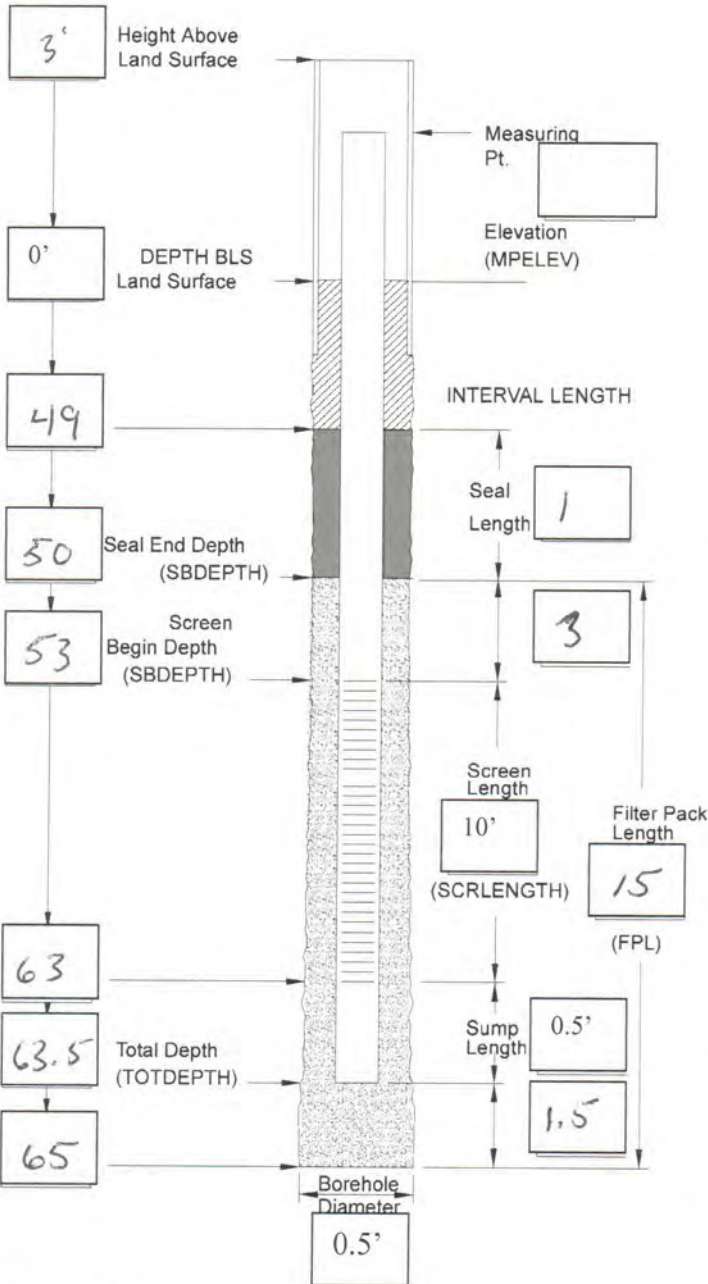 3'
Height Above
Land Surface
Measuring
Pt.
Elevation
(MPELEV)
0'
DEPTH BLS
Land Surface
49
INTERVAL LENGTH
Seal
Length
1
50
Seal End Depth
(SBDEPTH)
53
Screen
Begin Depth
(SBDEPTH)
3
Screen
Length
10'
(SCRLENGTH)
Filter Pack
Length
15
(FPL)
63
Sump
Length
0.5'
63.5
Total Depth
(TOTDEPTH)
1.5
65
Borehole
Diameter
0.5'